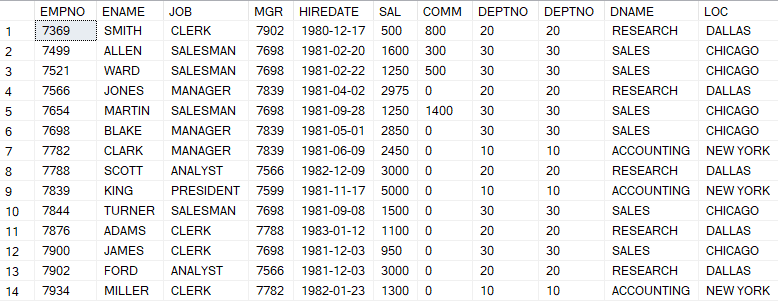 EMPNO ENAME JOB MGR HIREDATE SAL COMM DEPTNO DEPTNO DNAME LOC
1 7369 SMITH CLERK 7902 1980-12-17 500 800 20 20 RESEARCH DALLAS
2 7499 ALLEN SALESMAN 7698 1981-02-20 1600 300 30 30 SALES CHICAGO
3 7521 WARD SALESMAN 7698 1981-02-22 1250 500 30 30 SALES CHICAGO
4 7566 JONES MANAGER 7839 1981-04-02 2975 0 20 20 RESEARCH DALLAS
5 7654 MARTIN SALESMAN 7698 1981-09-28 1250 1400 30 30 SALES CHICAGO
6 7698 BLAKE MANAGER 7839 1981-05-01 2850 0 30 30 SALES CHICAGO
7 7782 CLARK MANAGER 7839 1981-06-09 2450 0 10 10 ACCOUNTING NEW YORK
8 7788 SCOTT ANALYST 7566 1982-12-09 3000 0 20 20 RESEARCH DALLAS
9 7839 KING PRESIDENT 7599 1981-11-17 5000 0 10 10 ACCOUNTING NEW YORK
10 7844 TURNER SALESMAN 7698 1981-09-08 1500 0 30 30 SALES CHICAGO
11 7876 ADAMS CLERK 7788 1983-01-12 1100 0 20 20 RESEARCH DALLAS
12 7900 JAMES CLERK 7698 1981-12-03 950 0 30 30 SALES CHICAGO
13 7902 FORD ANALYST 7566 1981-12-03 3000 0 20 20 RESEARCH DALLAS
14 7934 MILLER CLERK 7782 1982-01-23 1300 0 10 10 ACCOUNTING NEW YORK